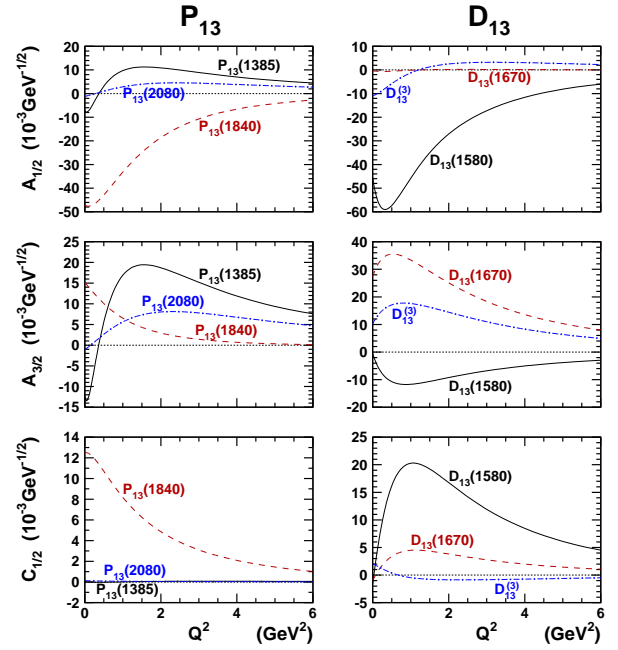 P13 D13
A1/2 (10-3GeV-1/2)
20
10
0
-10
-20
-30
-40
-50
P13(1385)
P13(2080)
P13(1840)
20
10
0
-10
-20
-30
-40
-50
-60
D13(1670)
D13(3)
D13(1580)
A3/2 (10-3GeV-1/2)
25
20
15
10
5
0
-5
-10
15
P13(1385)
P13(2080)
P13(1840)
40
30
20
10
0
-10
-20
D13(1670)
D13(3)
D13(1580)
C1/2 (10-3GeV-1/2)
14
12
10
8
6
4
2
0
-2
P13(1840)
P13(2080)
P13(1385)
0 2 4 6
Q2 (GeV2)
25
20
15
10
5
0
-5
D13(1580)
D13(1670)
D13(3)
0 2 4 6
Q2 (GeV2)